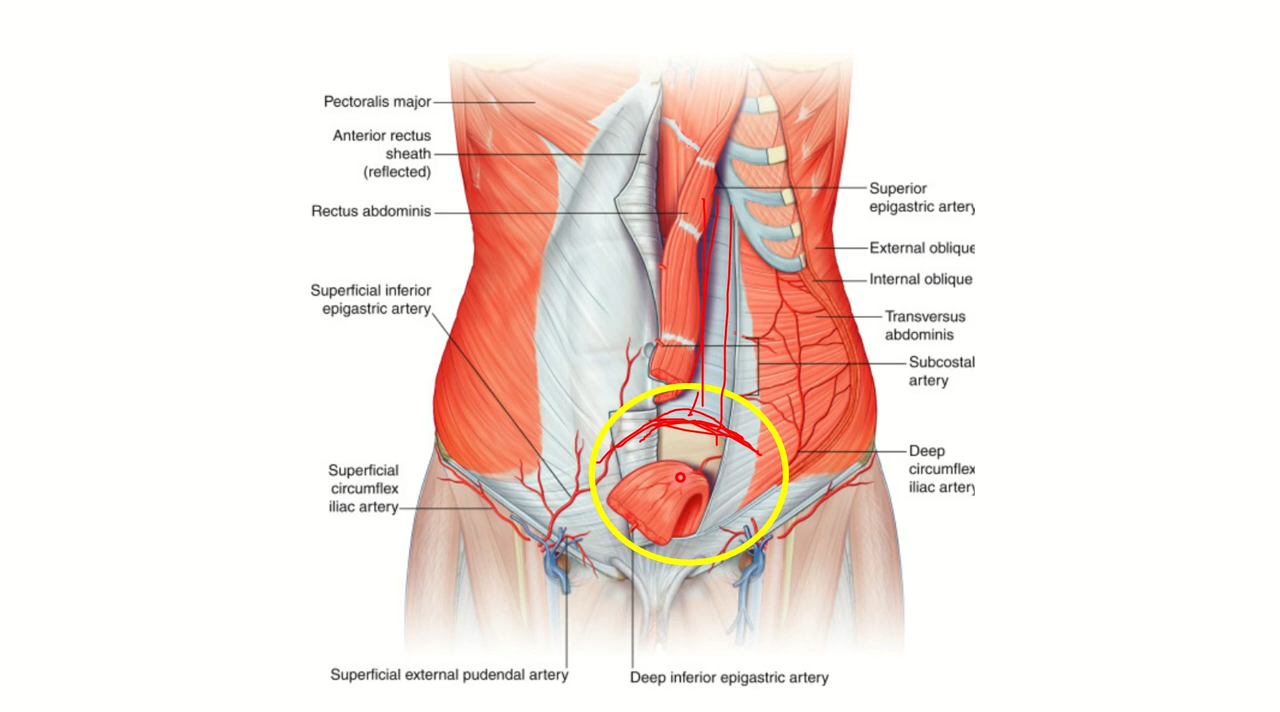 Pectoralis major
Anterior rectus
sheath
(reflected)
Rectus abdominis
Superficial inferior
epigastric artery
Superficial
circumflex
iliac artery
Superficial external pudendal artery
Deep inferior epigastric artery
Superior
epigastric artery
External oblique
Internal oblique
Transversus
abdominis
Subcostal
artery
Deep
circumflex
iliac artery